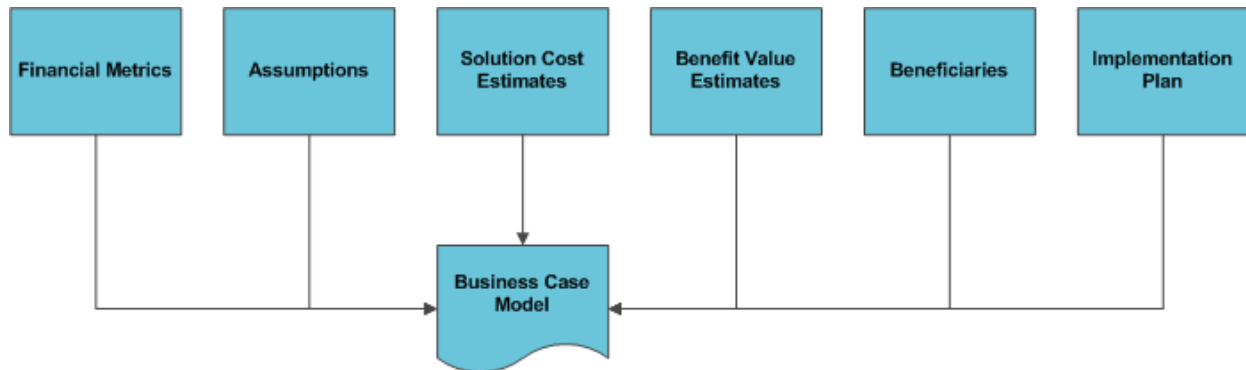 Financial Metrics
Assumptions
Solution Cost
Estimates
Benefit Value
Estimates
Beneficiaries
Implementation
Plan
Business Case
Model